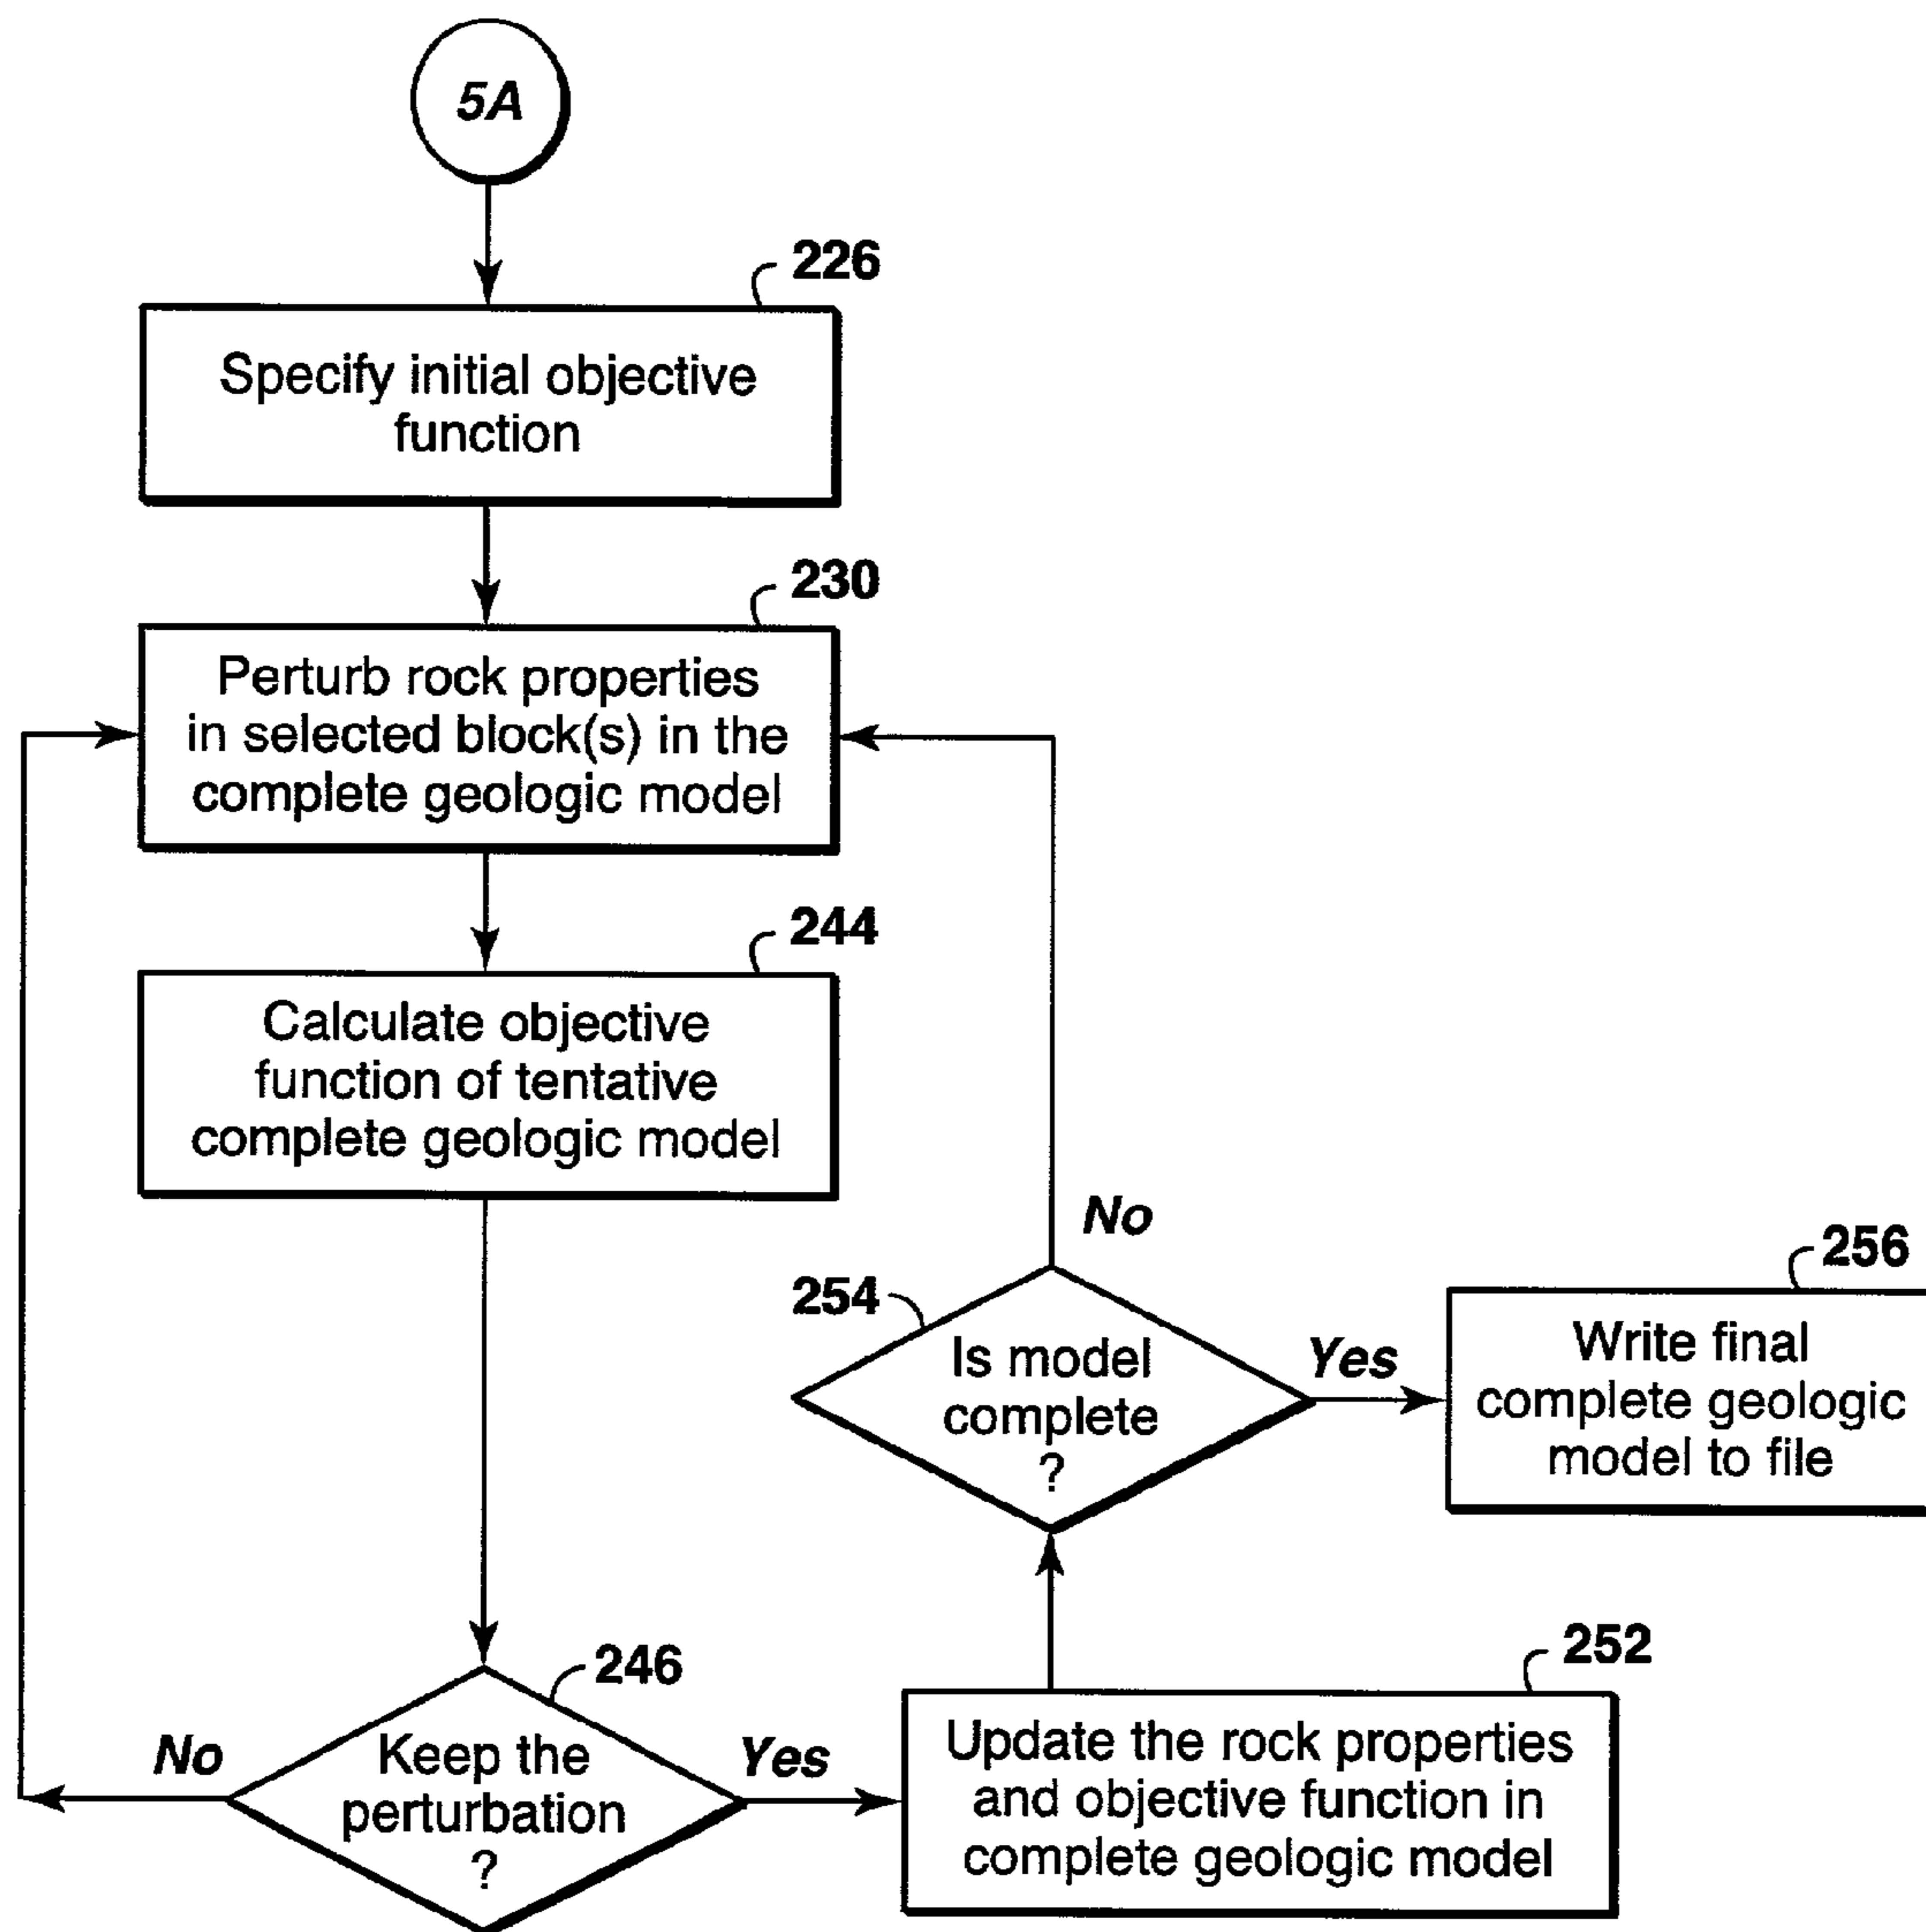 5A
226
Specify initial objective
function
230
Perturb rock properties
in selected block(s) in the
complete geologic model
244
Calculate objective
function of tentative
complete geologic model
No
254
Is model
complete
?
Yes
256
Write final
complete geologic
model to file
246
Keep the
perturbation
?
No
Yes
252
Update the rock properties
and objective function in
complete geologic model